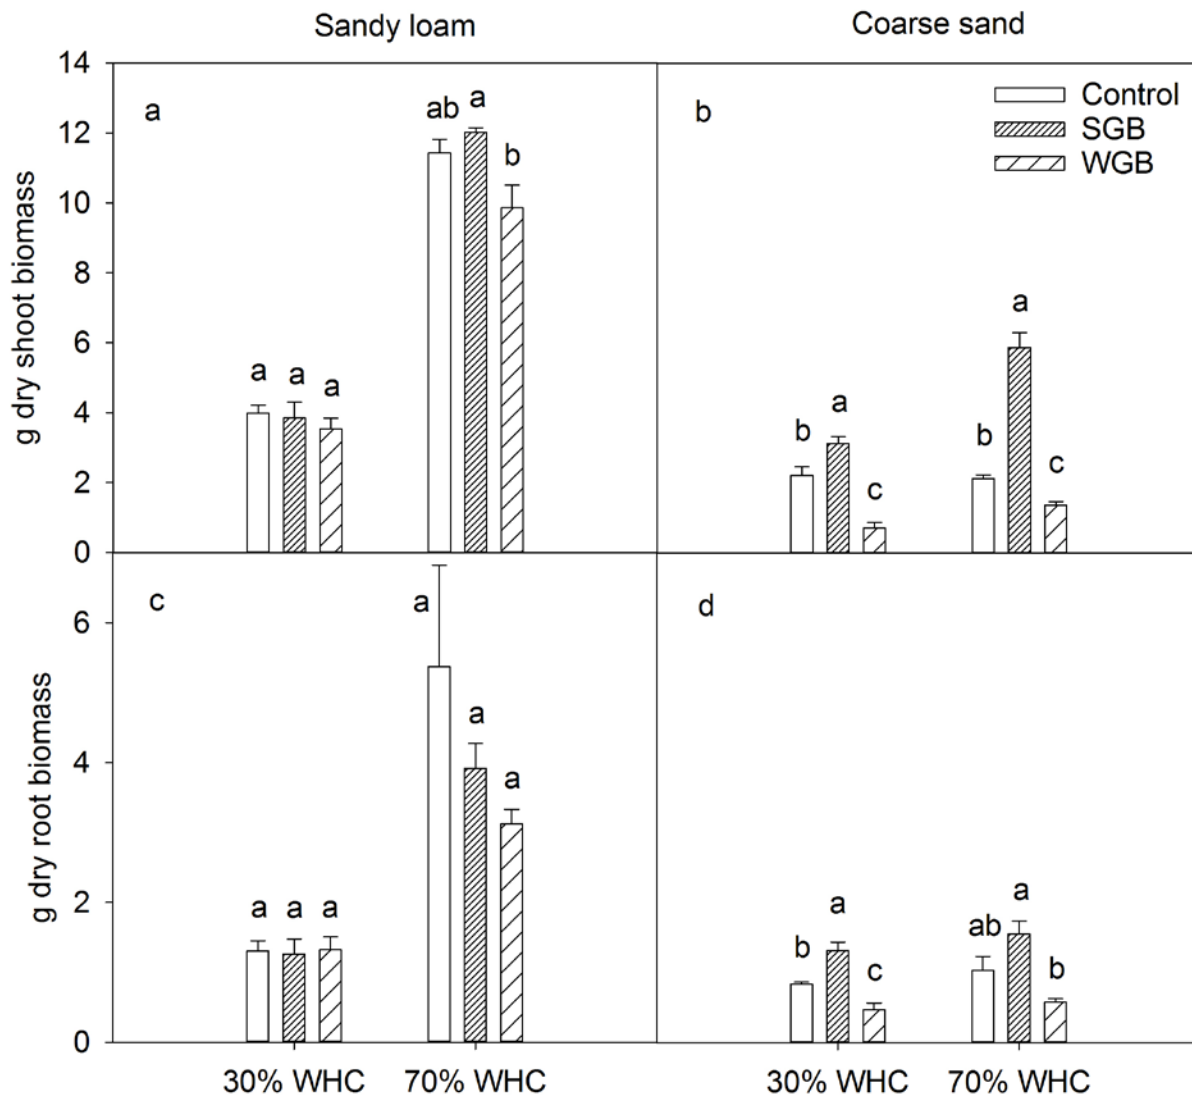 Sandy loam
Coarse sand
14
12
10
8
6
4
2
0
g dry shoot biomass
a
ab
a
b
a
a
a
b
Control
SGB
WGB
b
a
c
b
a
c
6
4
2
0
g dry root biomass
c
a
a
a
a
a
a
d
b
a
c
ab
a
b
30% WHC
70% WHC
30% WHC
70% WHC